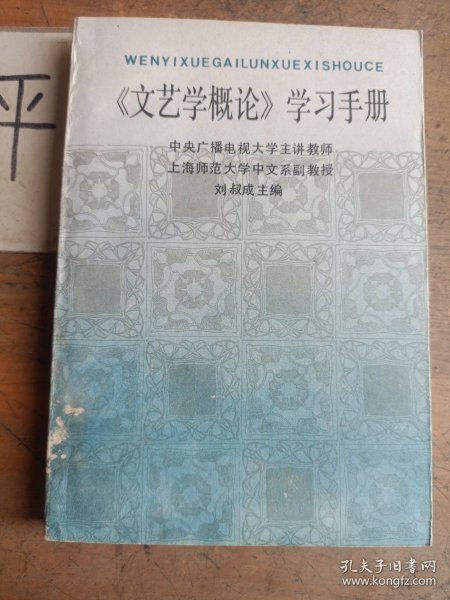 平
WENYIXUEGAILUNXUEXISHOUCE
《文艺学概论》学习手册
中央广播电视大学主讲教师
上海师范大学中文系副教授
刘叔成主编
孔夫子旧书网
www.kongfz.com